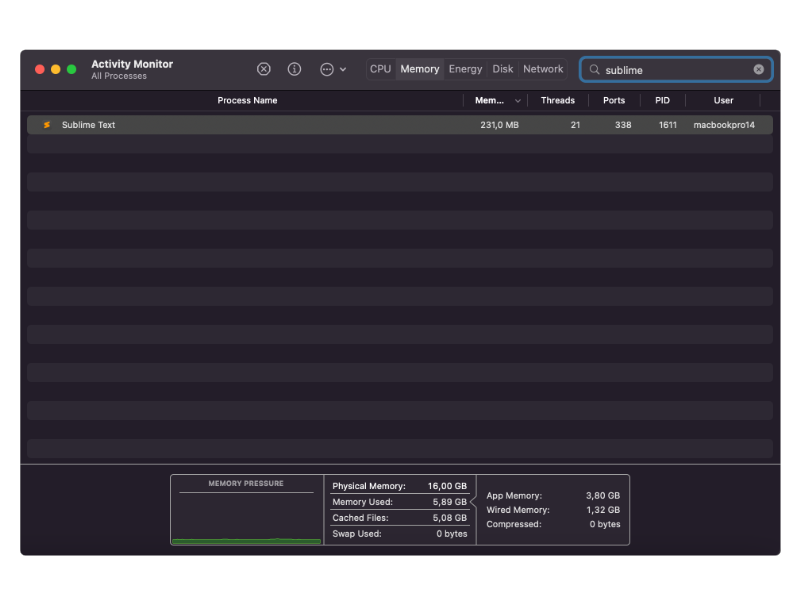 Activity Monitor
All Processes
CPU Memory Energy Disk Network
sublime
Process Name Mem... Threads Ports PID User
Sublime Text 231,0 MB 21 338 1611 macbookpro14
MEMORY PRESSURE
Physical Memory: 16,00 GB
Memory Used: 5,89 GB
Cached Files: 5,08 GB
Swap Used: 0 bytes
App Memory: 3,80 GB
Wired Memory: 1,32 GB
Compressed: 0 bytes